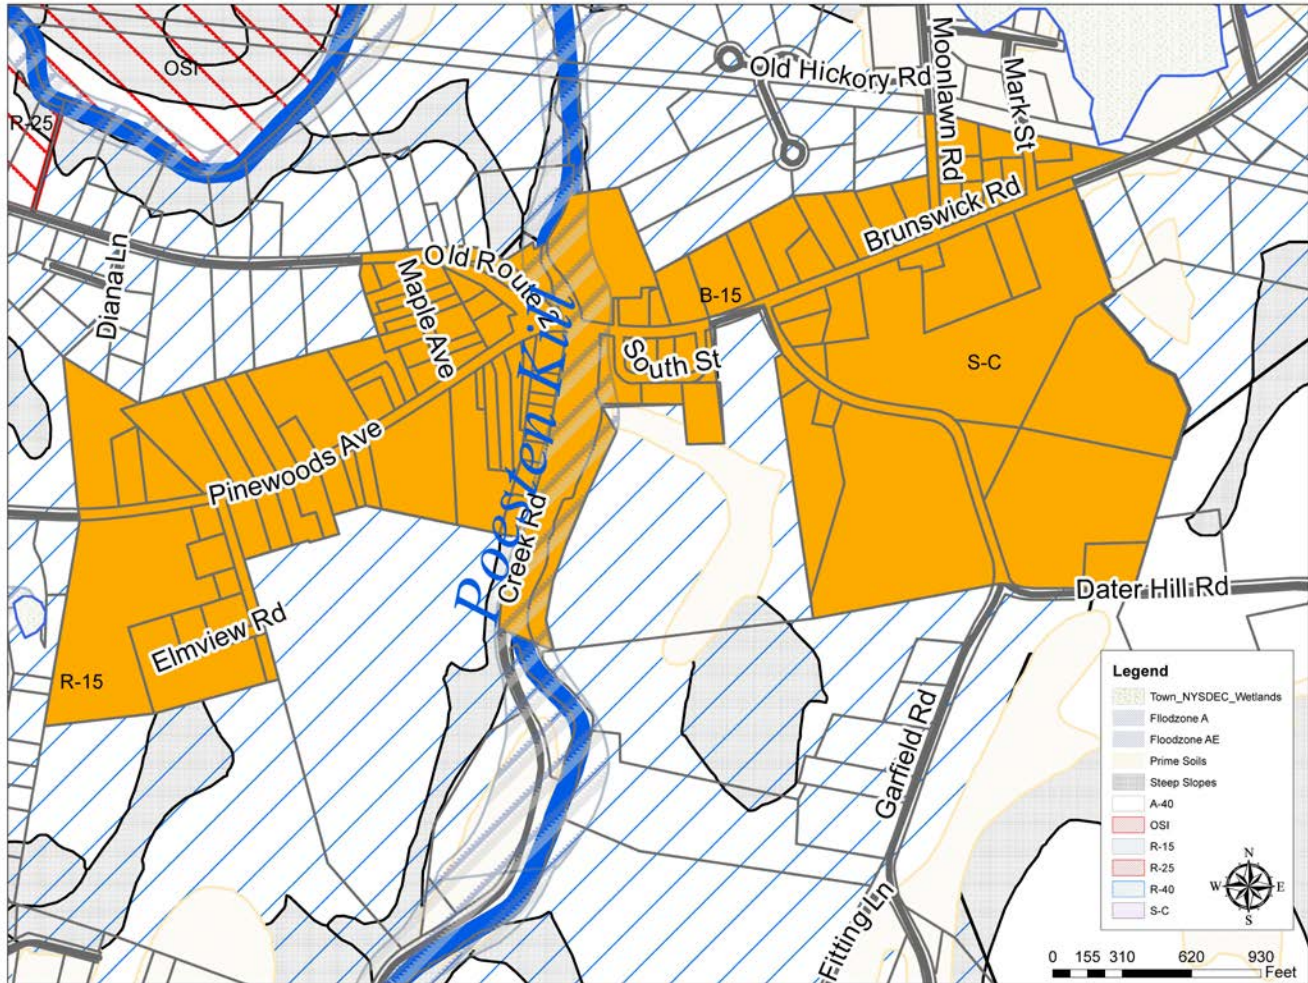 OSI
R-25
Old Hickory Rd
Moonlawn Rd
Mark St
Diana Ln
Old Route 2
Maple Ave
Brunswick Rd
B-15
South St
S-C
Poesten Kill
Pinewoods Ave
Creek Rd
Elmview Rd
R-15
Dater Hill Rd
Garfield Rd
Fitting Ln
Legend
Town_NYSDEC_Wetlands
Fllodzone A
Floodzone AE
Prime Soils
Steep Slopes
A-40
OSI
R-15
R-25
R-40
S-C
N
W E
S
0 155 310 620 930
Feet